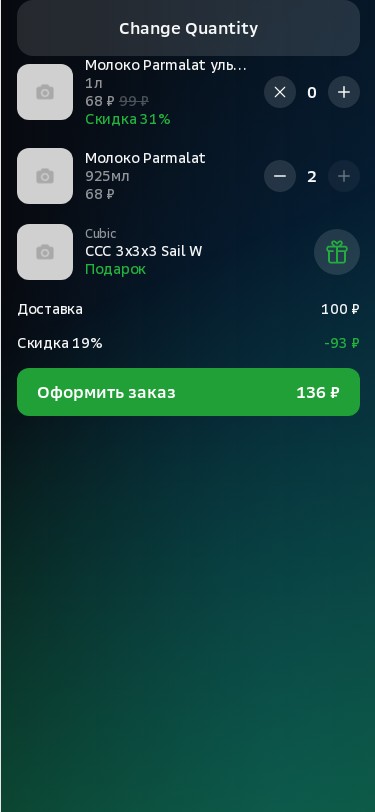 Change Quantity
Молоко Parmalat уль...
1л
68 ₽ 99 ₽
Скидка 31%
0
Молоко Parmalat
925мл
68 ₽
2
Cubic
CCC 3x3x3 Sail W
Подарок
Доставка 100 ₽
Скидка 19% -93 ₽
Оформить заказ 136 ₽